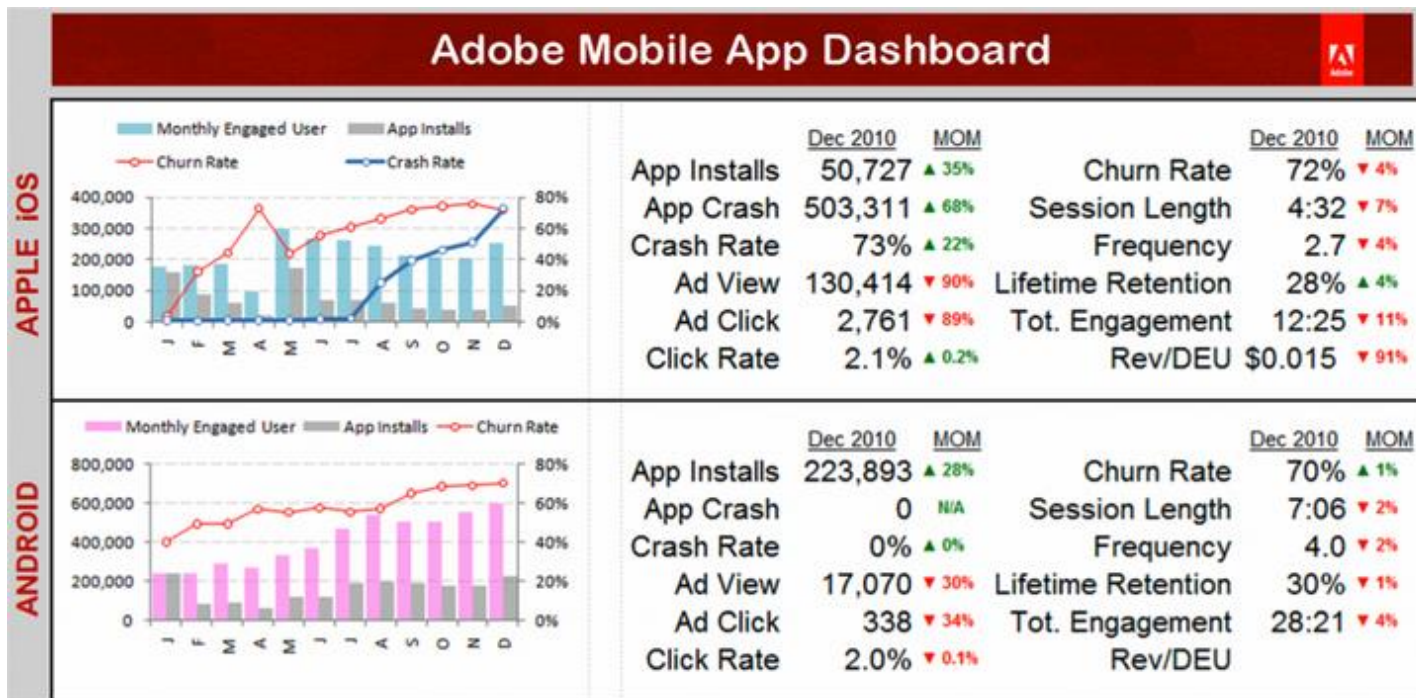 Adobe Mobile App Dashboard
Adobe
APPLE iOS
Monthly Engaged User App Installs
Churn Rate Crash Rate
400,000 80%
300,000 60%
200,000 40%
100,000 20%
0 0%
J F M A M J J A S O N D
Dec 2010 MOM Dec 2010 MOM
App Installs 50,727 ▲ 35% Churn Rate 72% ▼ 4%
App Crash 503,311 ▲ 68% Session Length 4:32 ▼ 7%
Crash Rate 73% ▲ 22% Frequency 2.7 ▼ 4%
Ad View 130,414 ▼ 90% Lifetime Retention 28% ▲ 4%
Ad Click 2,761 ▼ 89% Tot. Engagement 12:25 ▼ 11%
Click Rate 2.1% ▲ 0.2% Rev/DEU $0.015 ▼ 91%
ANDROID
Monthly Engaged User App Installs Churn Rate
800,000 80%
600,000 60%
400,000 40%
200,000 20%
0 0%
J F M A M J J A S O N D
Dec 2010 MOM Dec 2010 MOM
App Installs 223,893 ▲ 28% Churn Rate 70% ▲ 1%
App Crash 0 N/A Session Length 7:06 ▼ 2%
Crash Rate 0% ▲ 0% Frequency 4.0 ▼ 2%
Ad View 17,070 ▼ 30% Lifetime Retention 30% ▼ 1%
Ad Click 338 ▼ 34% Tot. Engagement 28:21 ▼ 4%
Click Rate 2.0% ▼ 0.1% Rev/DEU